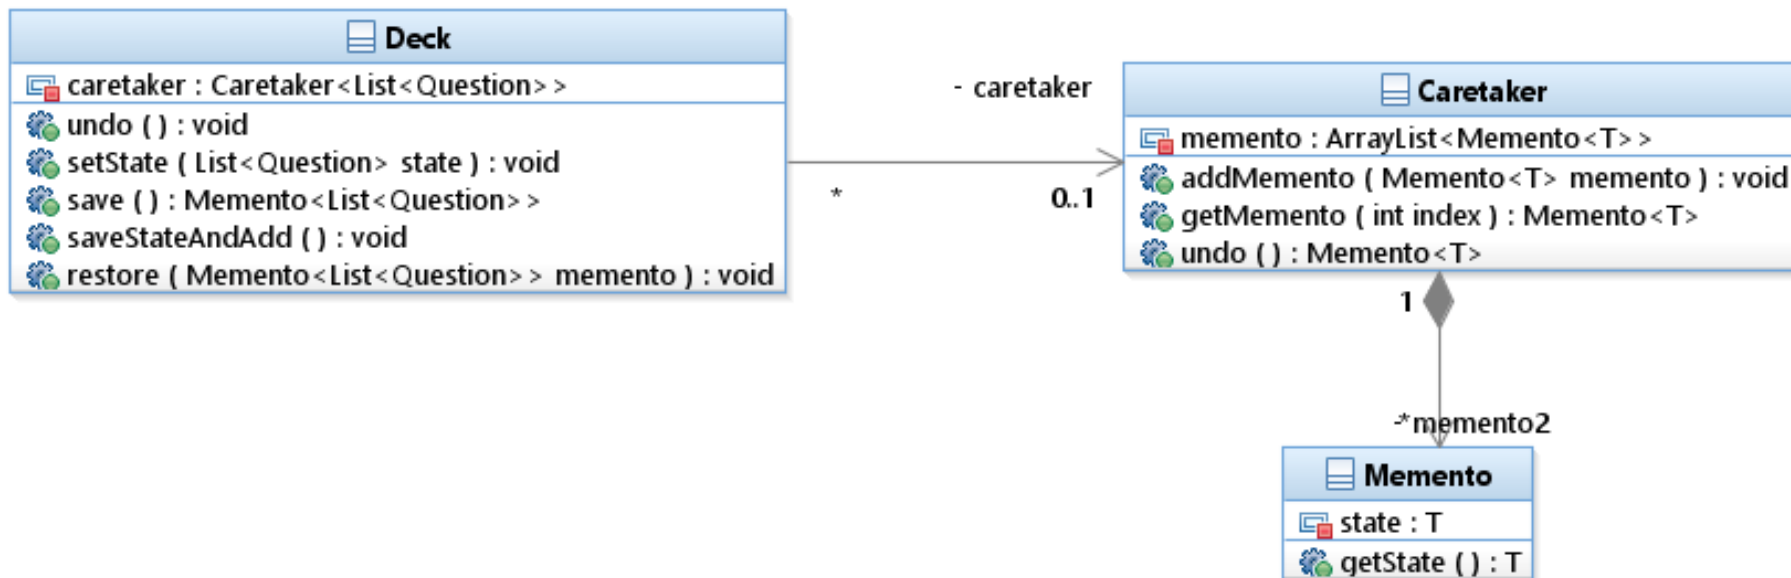 Deck
caretaker : Caretaker<List<Question>>
undo ( ) : void
setState ( List<Question> state ) : void
save ( ) : Memento<List<Question>>
saveStateAndAdd ( ) : void
restore ( Memento<List<Question>> memento ) : void
- caretaker
*
0..1
Caretaker
memento : ArrayList<Memento<T>>
addMemento ( Memento<T> memento ) : void
getMemento ( int index ) : Memento<T>
undo ( ) : Memento<T>
1
-*memento2
Memento
state : T
getState ( ) : T